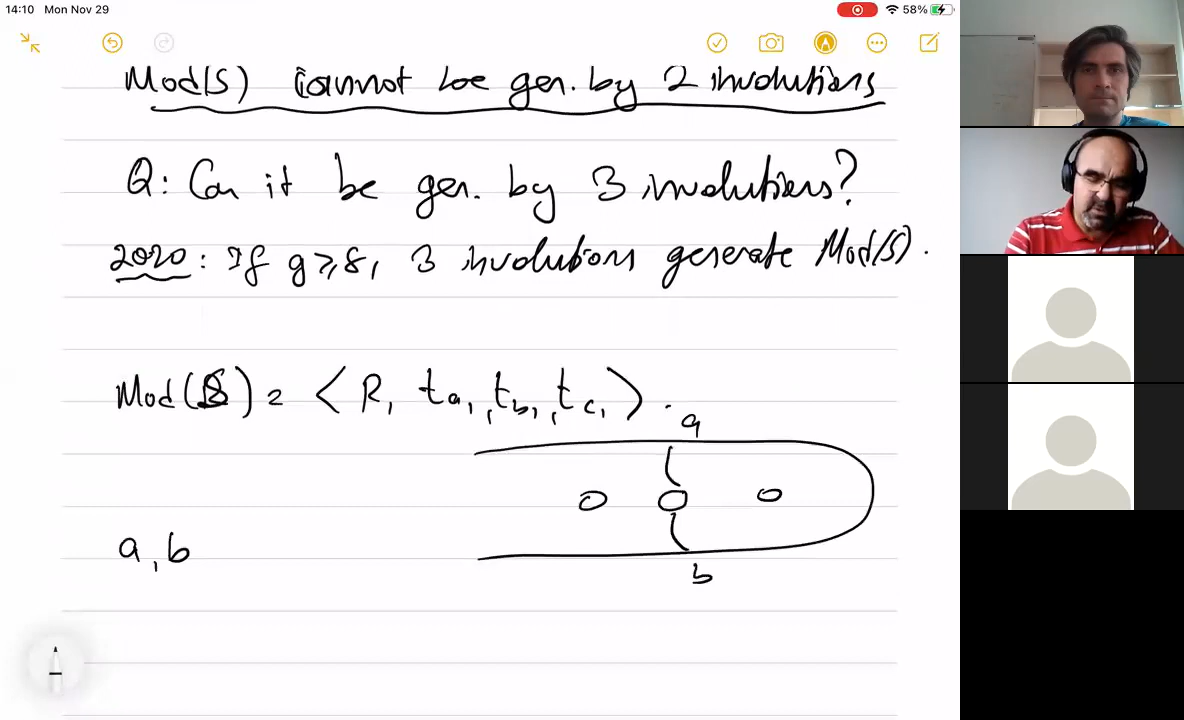 14:10 Mon Nov 29
58%
Mod(S) cannot be gen. by 2 involutions
Q: Can it be gen. by 3 involutions?
2020: If g ≥ 8, 3 involutions generate Mod(S).
Mod(S) = < R, ta₁, tb₁, tc₁ >.
a
a, b
b